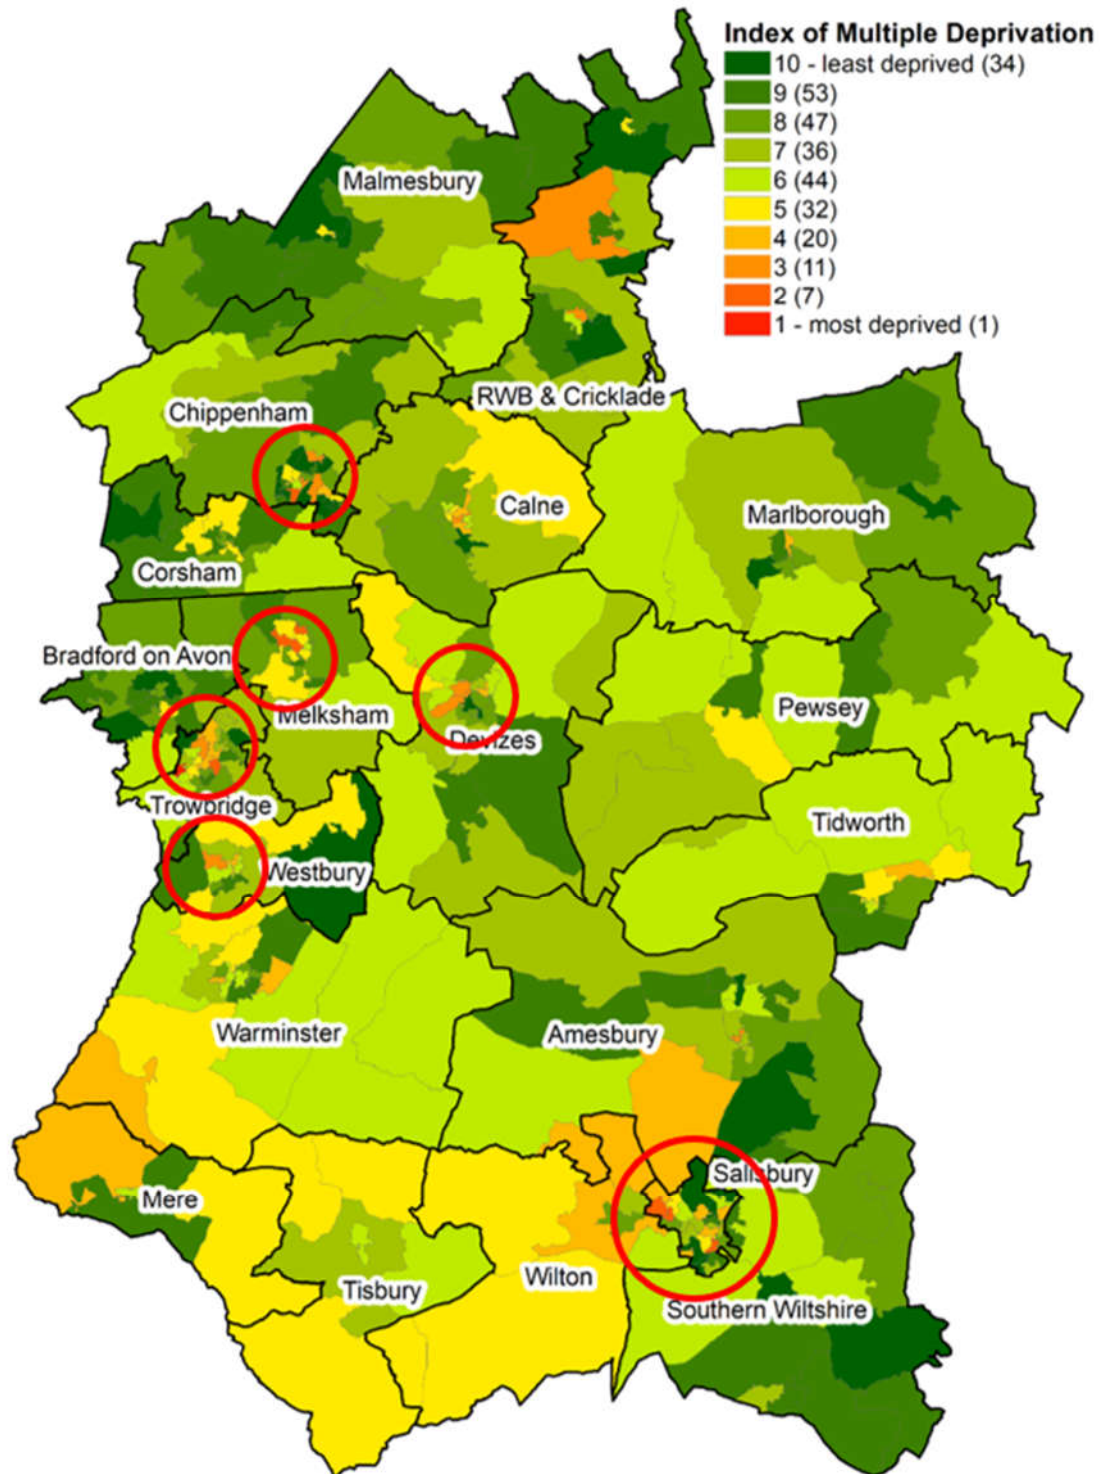 Index of Multiple Deprivation
10 - least deprived (34)
9 (53)
8 (47)
7 (36)
6 (44)
5 (32)
4 (20)
3 (11)
2 (7)
1 - most deprived (1)
Malmesbury
RWB & Cricklade
Chippenham
Calne
Marlborough
Corsham
Bradford on Avon
Melksham
Pewsey
Devizes
Trowbridge
Tidworth
Westbury
Warminster
Amesbury
Salisbury
Mere
Wilton
Tisbury
Southern Wiltshire